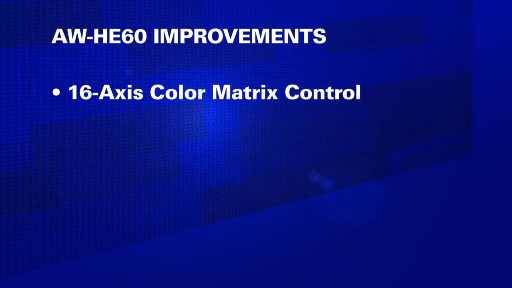 AW-HE60 IMPROVEMENTS
• 16-Axis Color Matrix Control